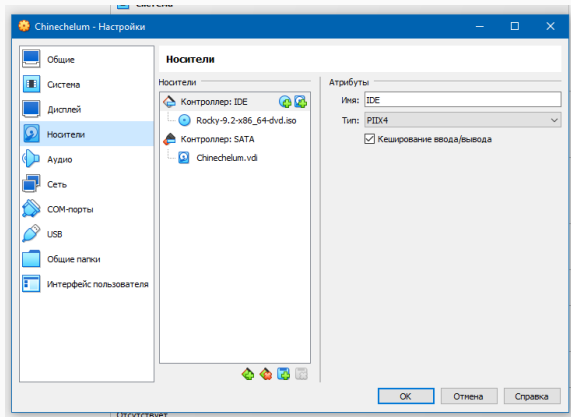 Система
Chinechelum - Настройки
Общие
Система
Дисплей
Носители
Аудио
Сеть
COM-порты
USB
Общие папки
Интерфейс пользователя
Носители
Носители
Контроллер: IDE
Rocky-9.2-x86_64-dvd.iso
Контроллер: SATA
Chinechelum.vdi
Атрибуты
Имя: IDE
Тип: PIIX4
Кеширование ввода/вывода
OK Отмена Справка
Отсутствует